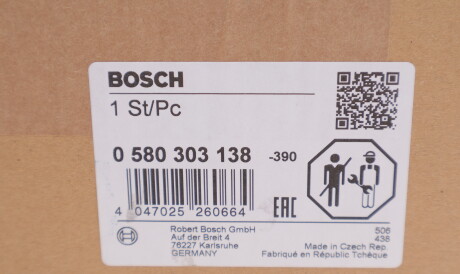 BOSCH
1 St/Pc
0 580 303 138 -390
4 047025 260664
EAC
Robert Bosch GmbH
Auf der Breit 4
76227 Karlsruhe
GERMANY
506
438
Made in Czech Rep.
Fabriqué en République Tchèque